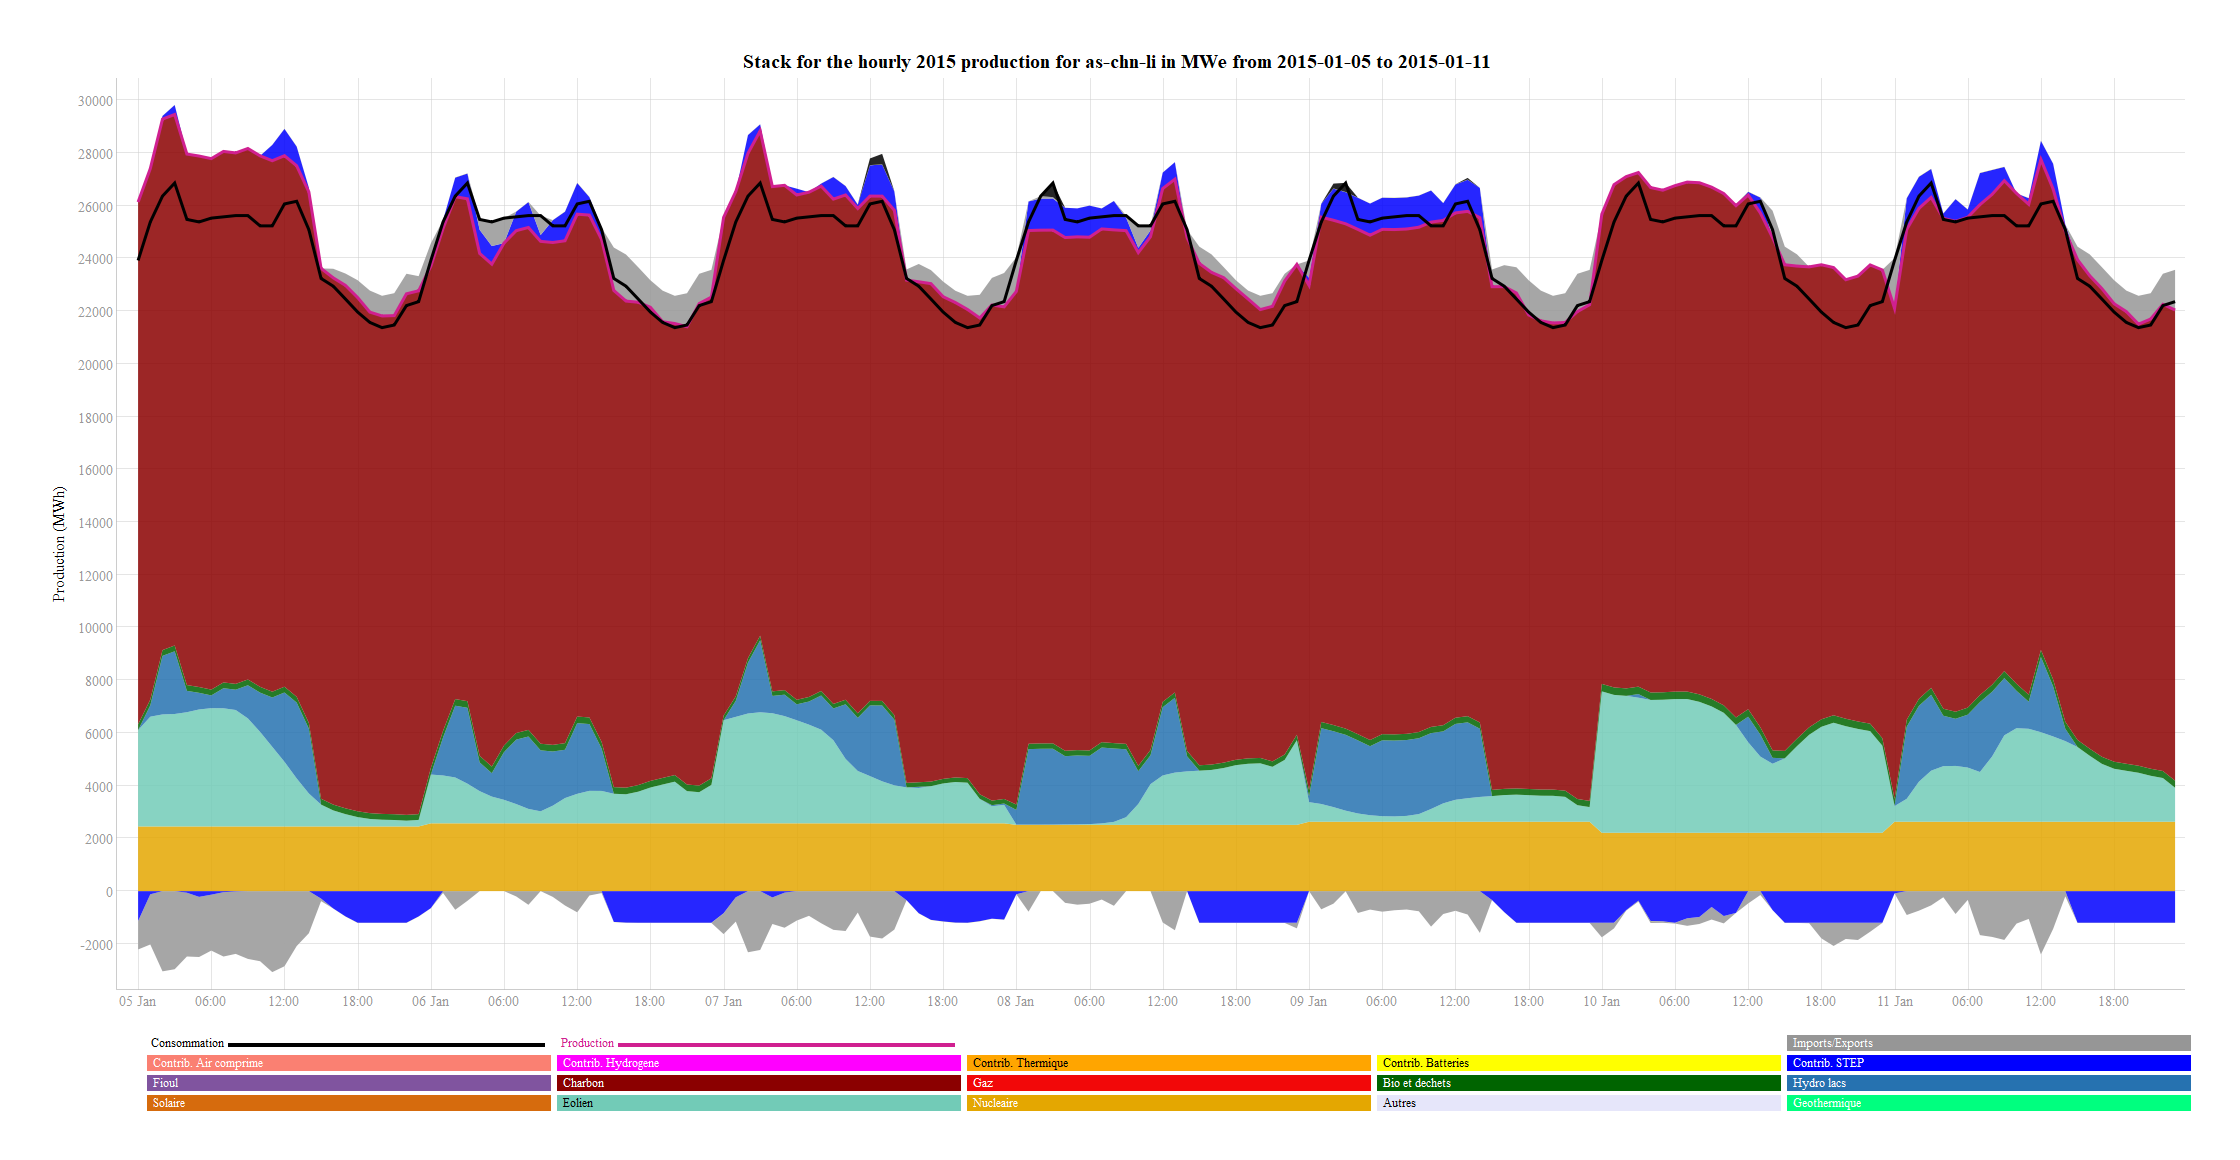 Stack for the hourly 2015 production for as-chn-li in MWe from 2015-01-05 to 2015-01-11
Production (MWh)
30000
28000
26000
24000
22000
20000
18000
16000
14000
12000
10000
8000
6000
4000
2000
0
-2000
05 Jan 06:00 12:00 18:00 06 Jan 06:00 12:00 18:00 07 Jan 06:00 12:00 18:00 08 Jan 06:00 12:00 18:00 09 Jan 06:00 12:00 18:00 10 Jan 06:00 12:00 18:00 11 Jan 06:00 12:00 18:00
Consommation Production Imports/Exports
Contrib. Air comprime Contrib. Hydrogene Contrib. Thermique Contrib. Batteries Contrib. STEP
Fioul Charbon Gaz Bio et dechets Hydro lacs
Solaire Eolien Nucleaire Autres Geothermique